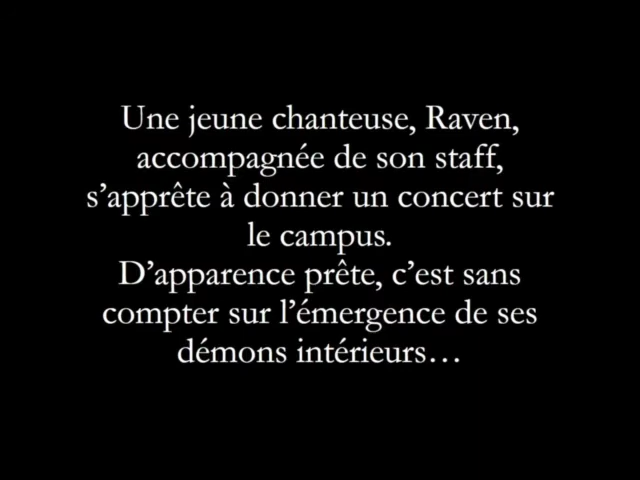 Une jeune chanteuse, Raven,
accompagnée de son staff,
s’apprête à donner un concert sur
le campus.
D’apparence prête, c’est sans
compter sur l’émergence de ses
démons intérieurs…